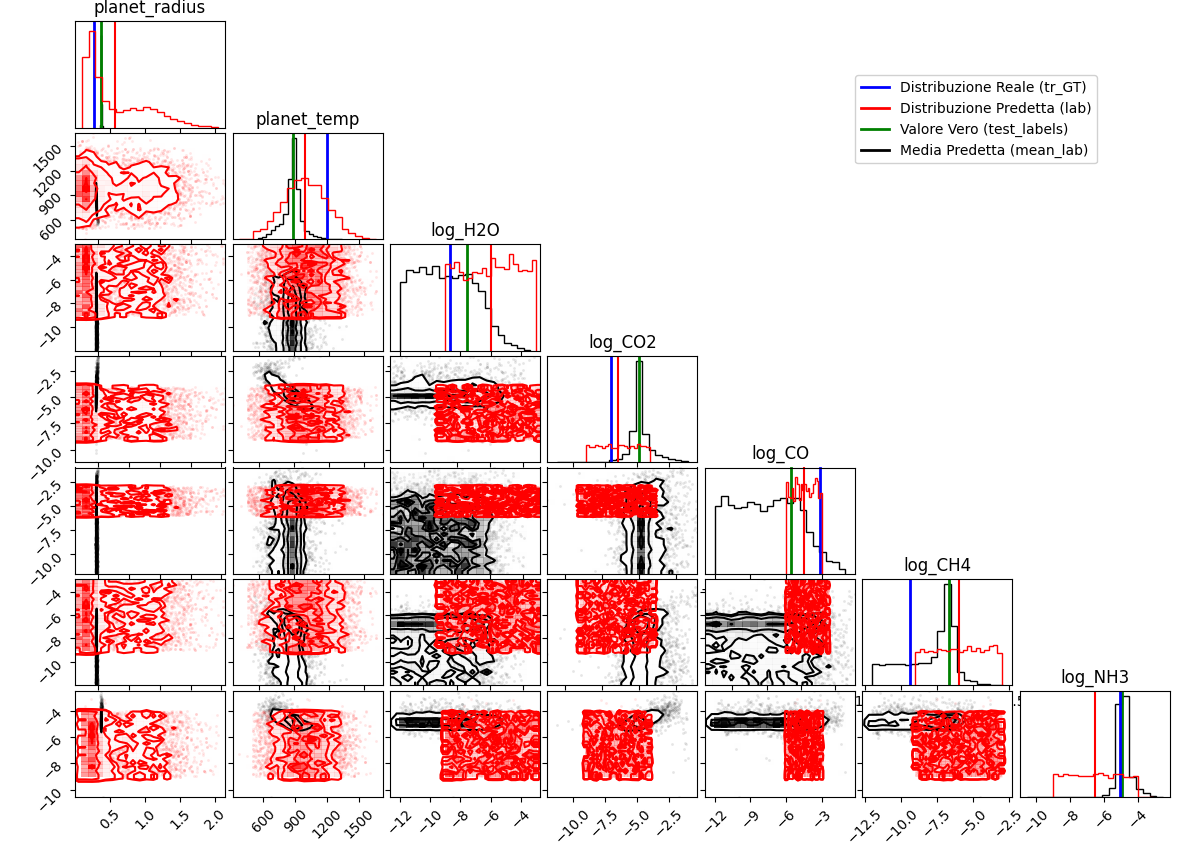 planet_radius
Distribuzione Reale (tr_GT)
Distribuzione Predetta (lab)
Valore Vero (test_labels)
Media Predetta (mean_lab)
planet_temp
1500
1200
900
600
log_H2O
−4
−6
−8
−10
log_CO2
−2.5
−5.0
−7.5
−10.0
log_CO
−2.5
−5.0
−7.5
−10.0
log_CH4
−4
−6
−8
−10
log_NH3
−4
−6
−8
−10
0.5 1.0 1.5 2.0
600 900 1200 1500
−12 −10 −8 −6 −4
−10.0 −7.5 −5.0 −2.5
−12 −9 −6 −3
−12.5 −10.0 −7.5 −5.0 −2.5
−10 −8 −6 −4